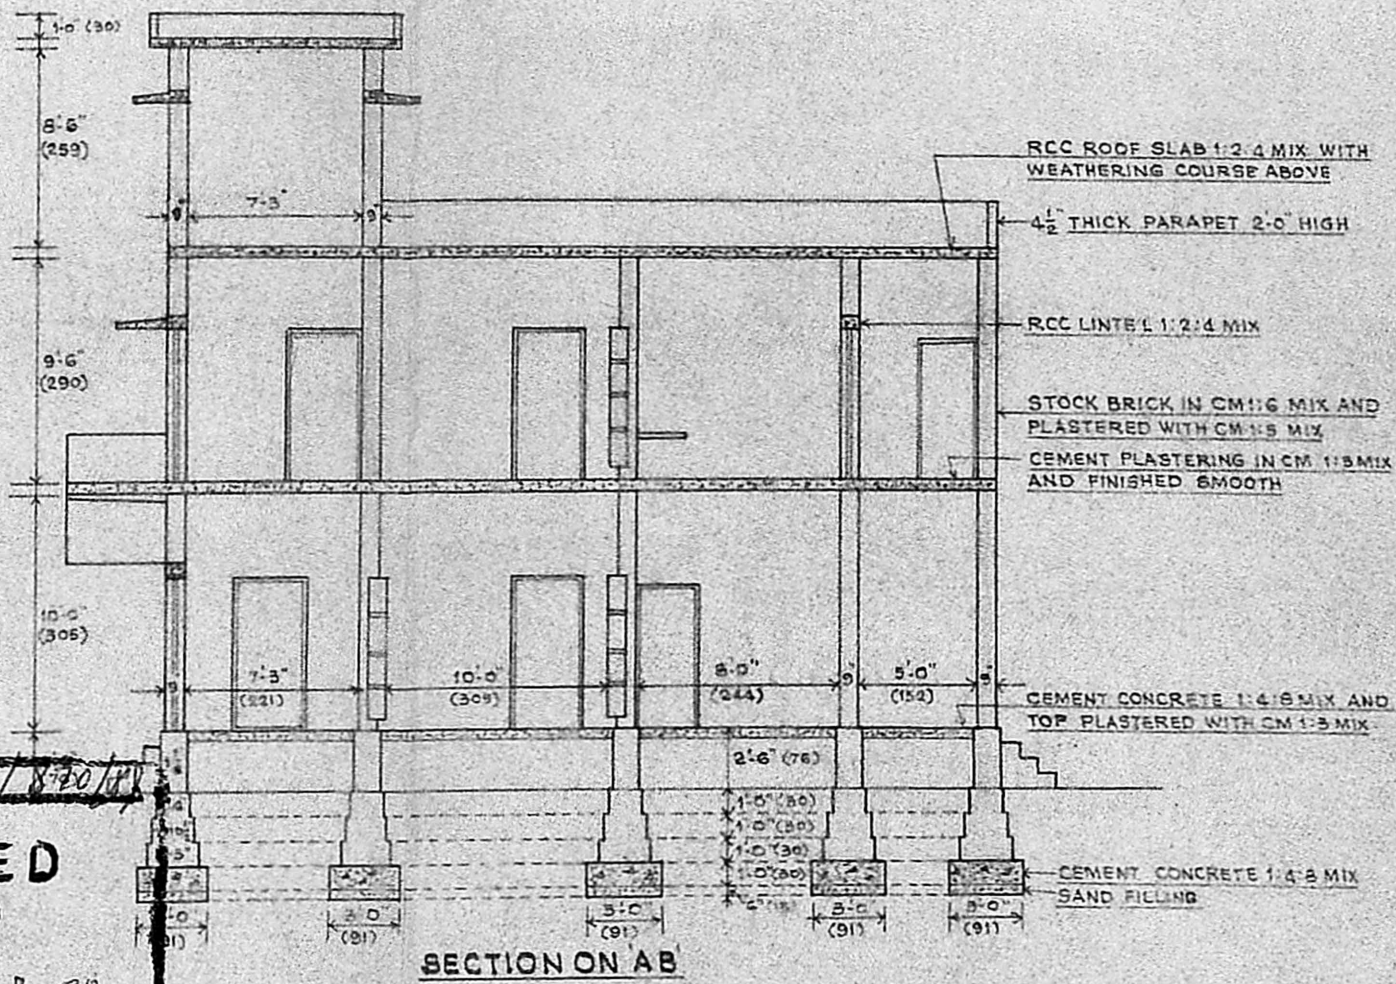 1'-0" (30)
8'-6"
(259)
RCC ROOF SLAB 1:2:4 MIX WITH
WEATHERING COURSE ABOVE
9" 7'-3" 9"
4½" THICK PARAPET 2'-0" HIGH
RCC LINTEL 1:2:4 MIX
9'-6"
(290)
STOCK BRICK IN CM 1:6 MIX AND
PLASTERED WITH CM 1:5 MIX
CEMENT PLASTERING IN CM 1:3 MIX
AND FINISHED SMOOTH
10'-0"
(305)
9" 7'-3" 10'-0" 8'-0" 9" 5'-0" 9"
(221) (305) (244) (152)
CEMENT CONCRETE 1:4:8 MIX AND
TOP PLASTERED WITH CM 1:3 MIX
2'-6" (76)
1'-0" (30)
1'-0" (30)
1'-0" (30)
1'-0" (30)
CEMENT CONCRETE 1:4:8 MIX
SAND FILLING
ED
3'-0" 3'-0" 3'-0" 3'-0"
(91) (91) (91) (91) (91)
SECTION ON 'AB'